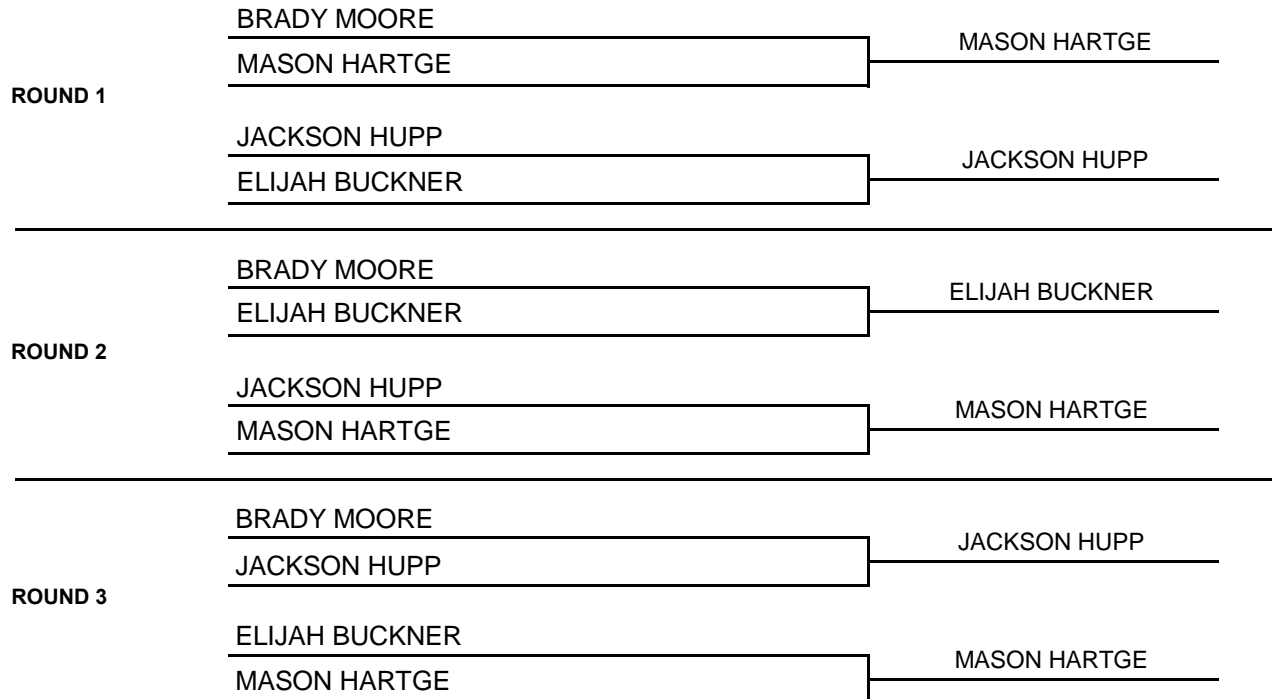 BRADY MOORE
MASON HARTGE
MASON HARTGE
ROUND 1
JACKSON HUPP
JACKSON HUPP
ELIJAH BUCKNER
BRADY MOORE
ELIJAH BUCKNER
ELIJAH BUCKNER
ROUND 2
JACKSON HUPP
MASON HARTGE
MASON HARTGE
BRADY MOORE
JACKSON HUPP
JACKSON HUPP
ROUND 3
ELIJAH BUCKNER
MASON HARTGE
MASON HARTGE